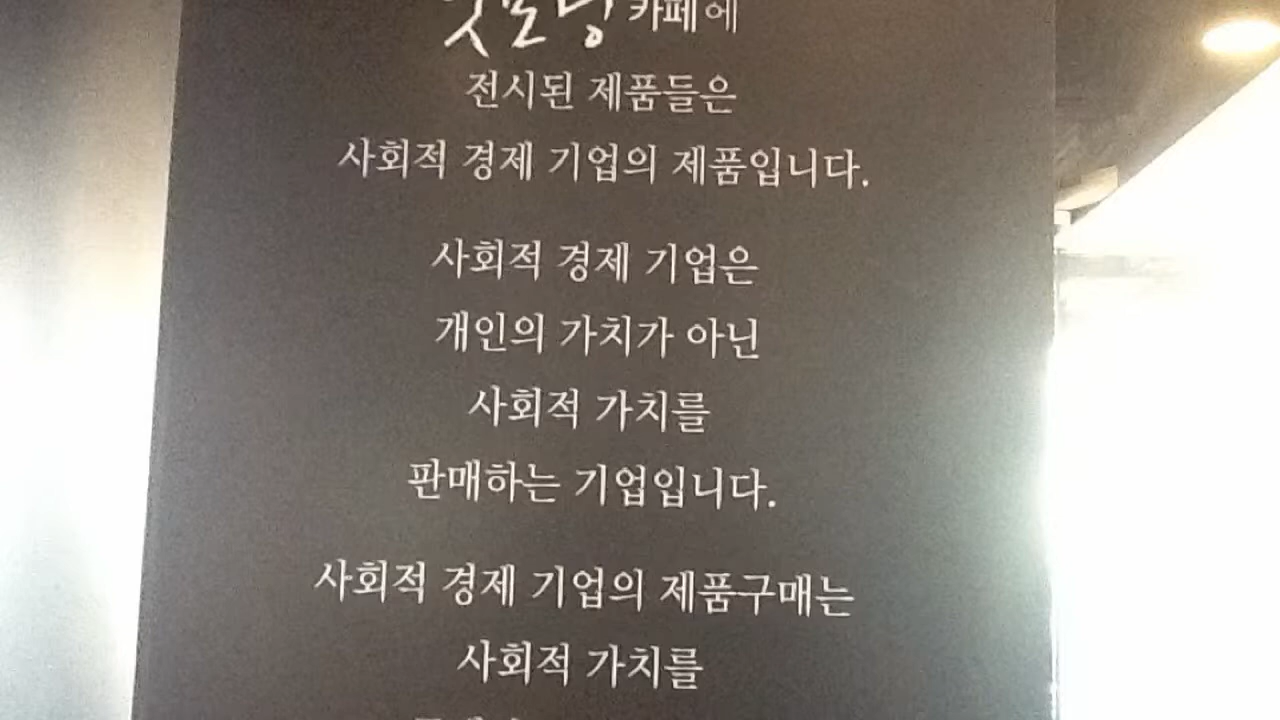 카페에
전시된 제품들은
사회적 경제 기업의 제품입니다.
사회적 경제 기업은
개인의 가치가 아닌
사회적 가치를
판매하는 기업입니다.
사회적 경제 기업의 제품구매는
사회적 가치를